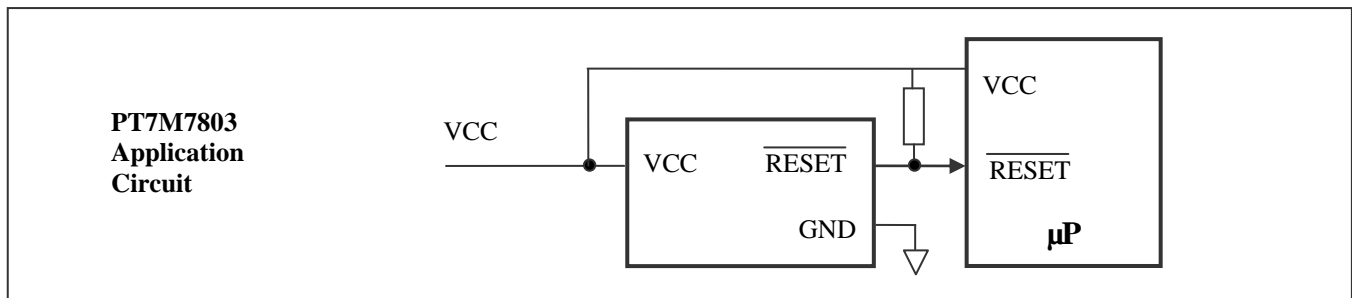 PT7M7803
Application
Circuit
VCC
VCC
RESET
GND
VCC
RESET
μP